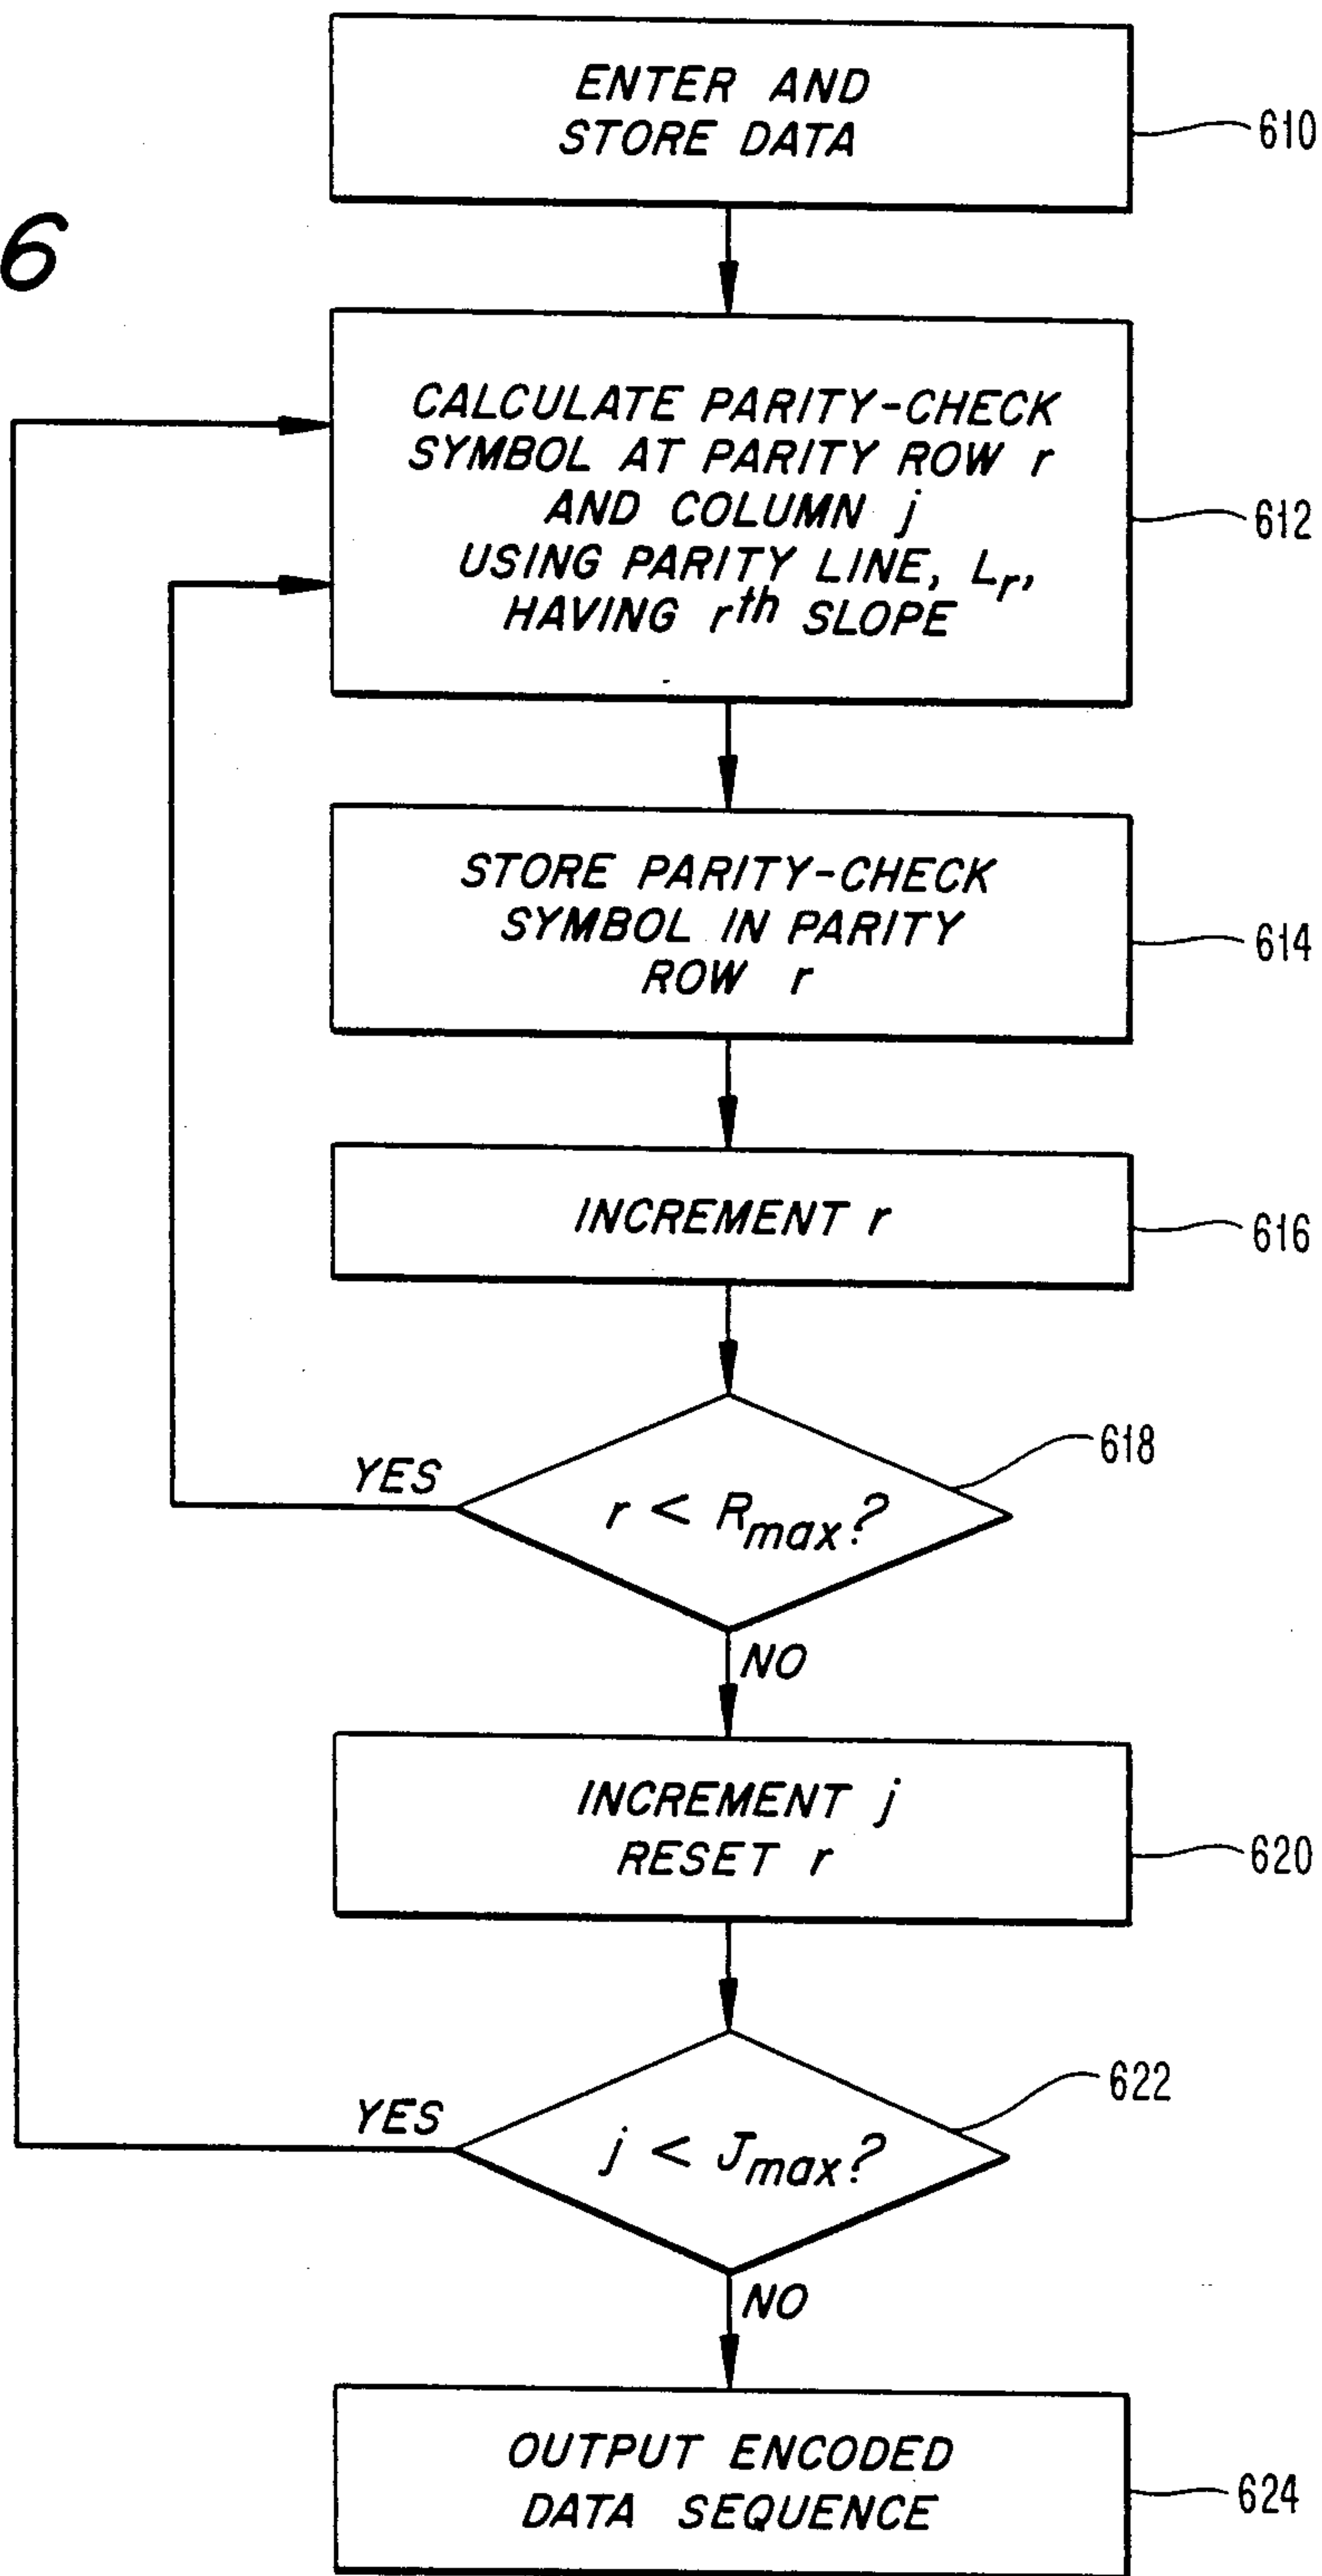 6
ENTER AND
STORE DATA
610
CALCULATE PARITY-CHECK
SYMBOL AT PARITY ROW r
AND COLUMN j
USING PARITY LINE, Lr,
HAVING rth SLOPE
612
STORE PARITY-CHECK
SYMBOL IN PARITY
ROW r
614
INCREMENT r
616
r < Rmax?
618
YES
NO
INCREMENT j
RESET r
620
j < Jmax?
622
YES
NO
OUTPUT ENCODED
DATA SEQUENCE
624